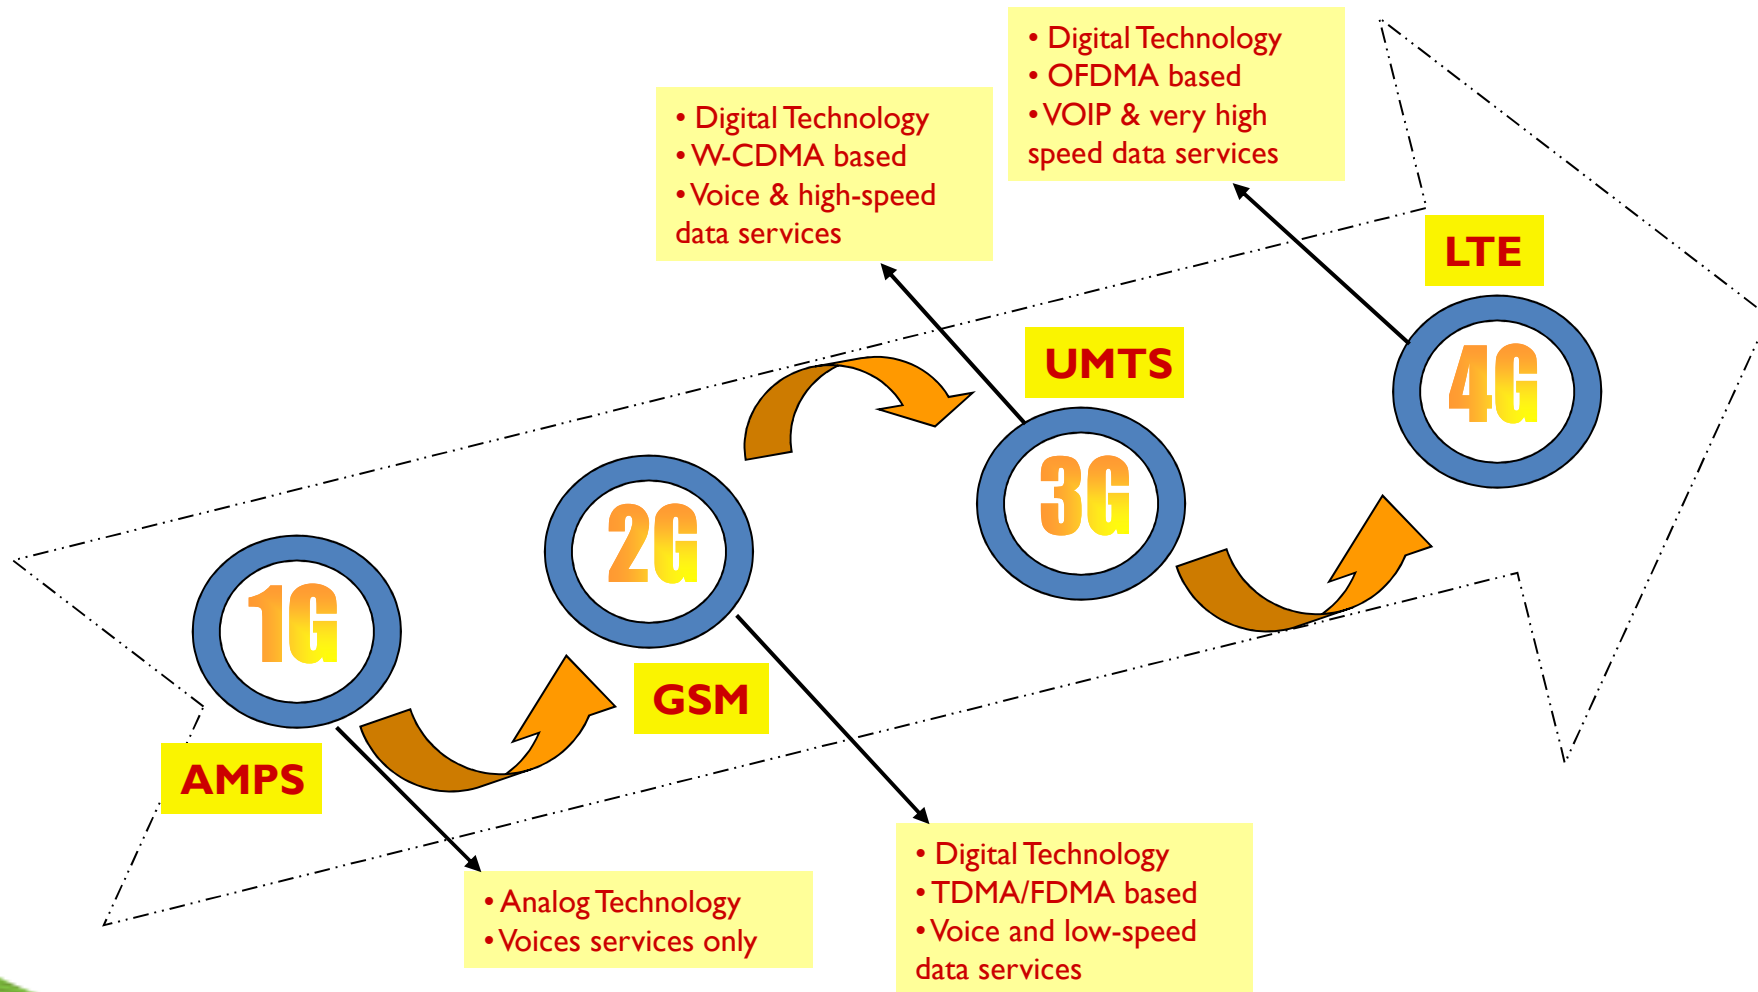 • Digital Technology
• OFDMA based
• VOIP & very high
speed data services
• Digital Technology
• W-CDMA based
• Voice & high-speed
data services
LTE
4G
UMTS
3G
2G
GSM
1G
AMPS
• Analog Technology
• Voices services only
• Digital Technology
• TDMA/FDMA based
• Voice and low-speed
data services